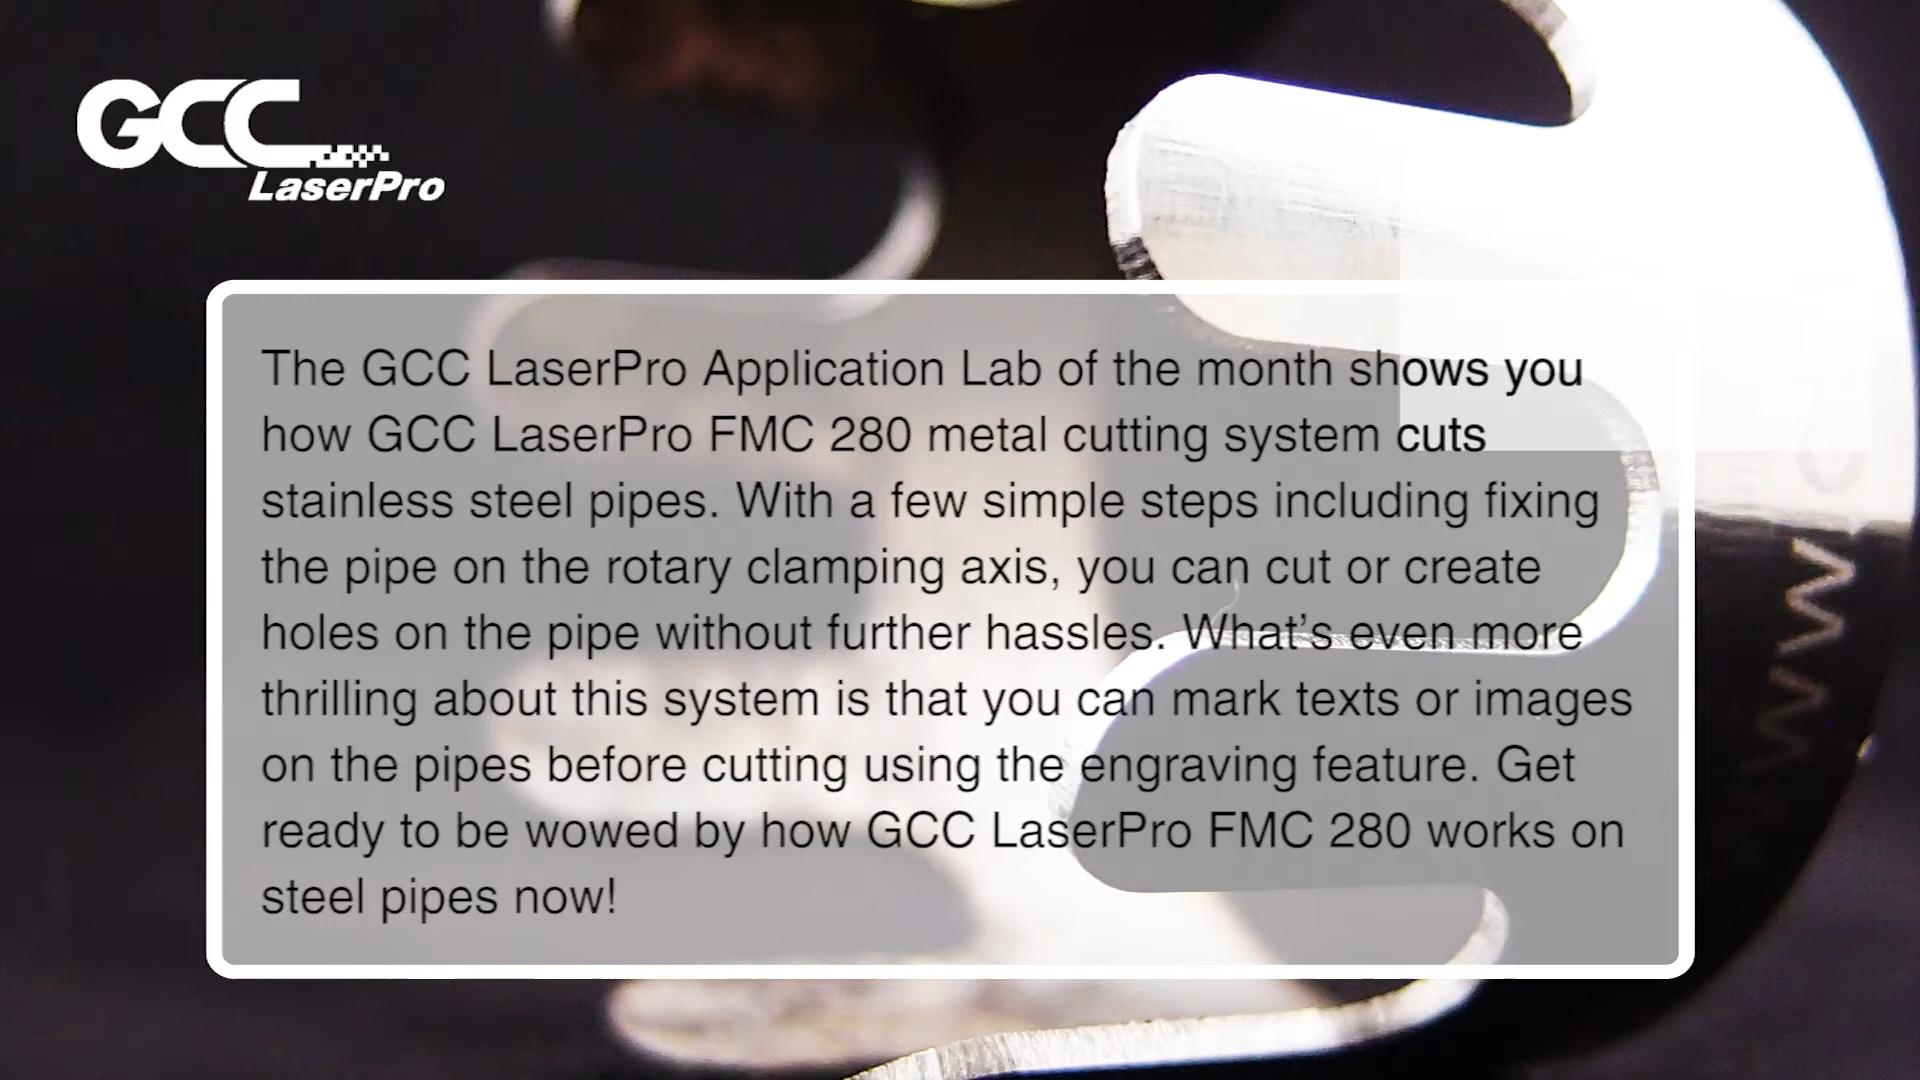 GCC
LaserPro
The GCC LaserPro Application Lab of the month shows you
how GCC LaserPro FMC 280 metal cutting system cuts
stainless steel pipes. With a few simple steps including fixing
the pipe on the rotary clamping axis, you can cut or create
holes on the pipe without further hassles. What’s even more
thrilling about this system is that you can mark texts or images
on the pipes before cutting using the engraving feature. Get
ready to be wowed by how GCC LaserPro FMC 280 works on
steel pipes now!